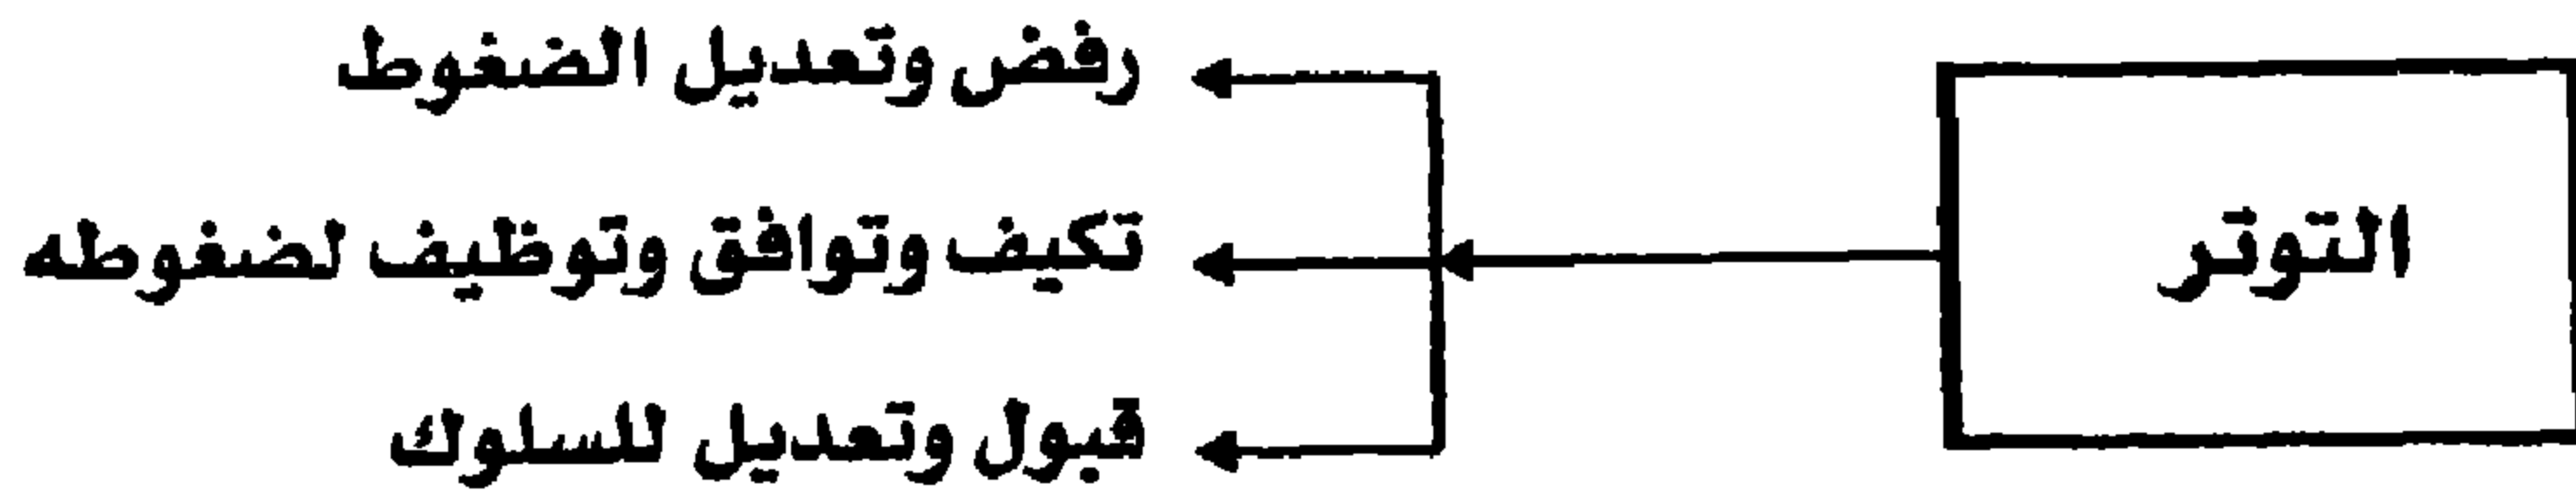 التوتر
رفض وتعديل الضغوط
تكيف وتوافق وتوظيف لضغوطه
قبول وتعديل للسلوك